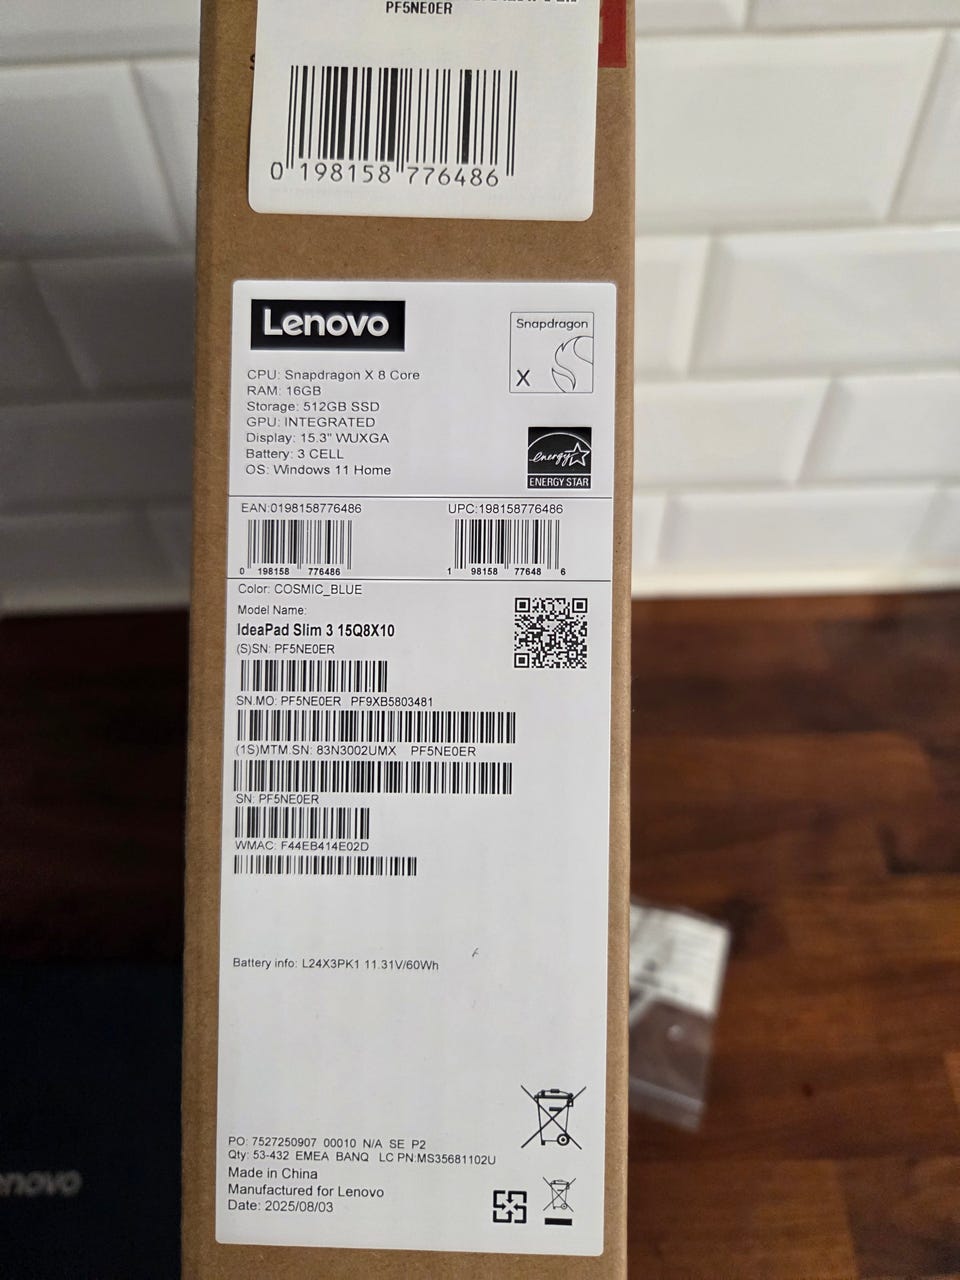 PF5NE0ER
0 198158 776486
Lenovo
Snapdragon
X
CPU: Snapdragon X 8 Core
RAM: 16GB
Storage: 512GB SSD
GPU: INTEGRATED
Display: 15.3" WUXGA
Battery: 3 CELL
OS: Windows 11 Home
energy
ENERGY STAR
EAN:0198158776486
UPC:198158776486
0 198158 776486
1 98158 77648 6
Color: COSMIC_BLUE
Model Name:
IdeaPad Slim 3 15Q8X10
(S)SN: PF5NE0ER
SN.MO: PF5NE0ER PF9XB5803481
(1S)MTM.SN: 83N3002UMX PF5NE0ER
SN: PF5NE0ER
WMAC: F44EB414E02D
Battery info: L24X3PK1 11.31V/60Wh
PO: 7527250907 00010 N/A SE P2
Qty: 53-432 EMEA BANQ LC PN:MS35681102U
Made in China
Manufactured for Lenovo
Date: 2025/08/03
enovo